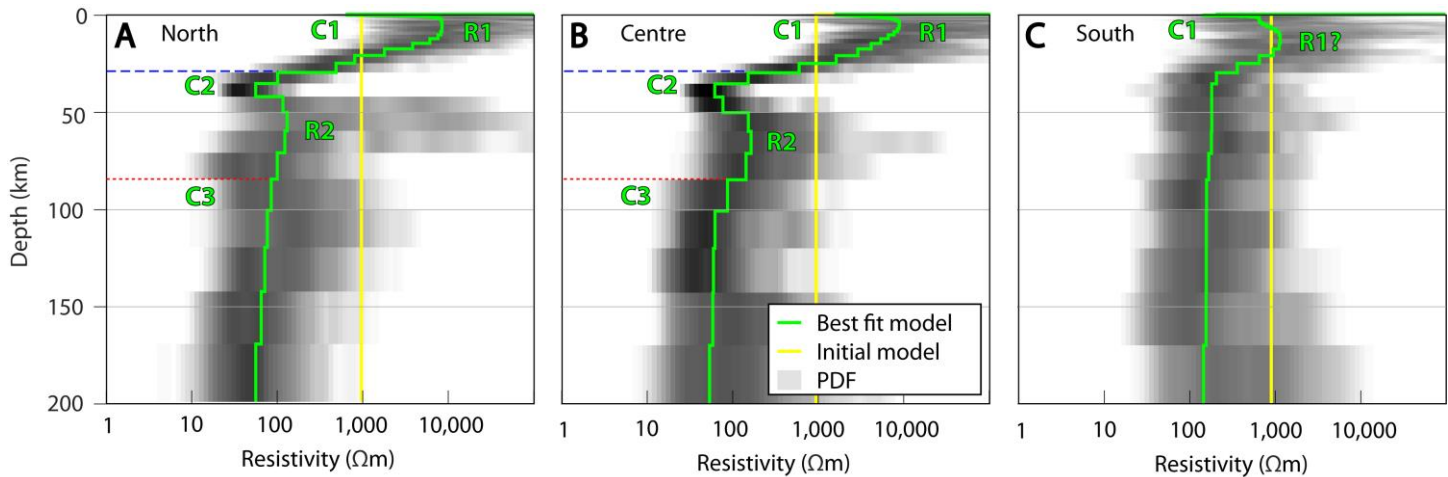 A North C1 R1
C2
R2
C3
B Centre C1 R1
C2
R2
C3
C South C1 R1?
0
50
100
150
200
Depth (km)
Best fit model
Initial model
PDF
1 10 100 1,000 10,000
1 10 100 1,000 10,000
1 10 100 1,000 10,000
Resistivity (Ωm)
Resistivity (Ωm)
Resistivity (Ωm)